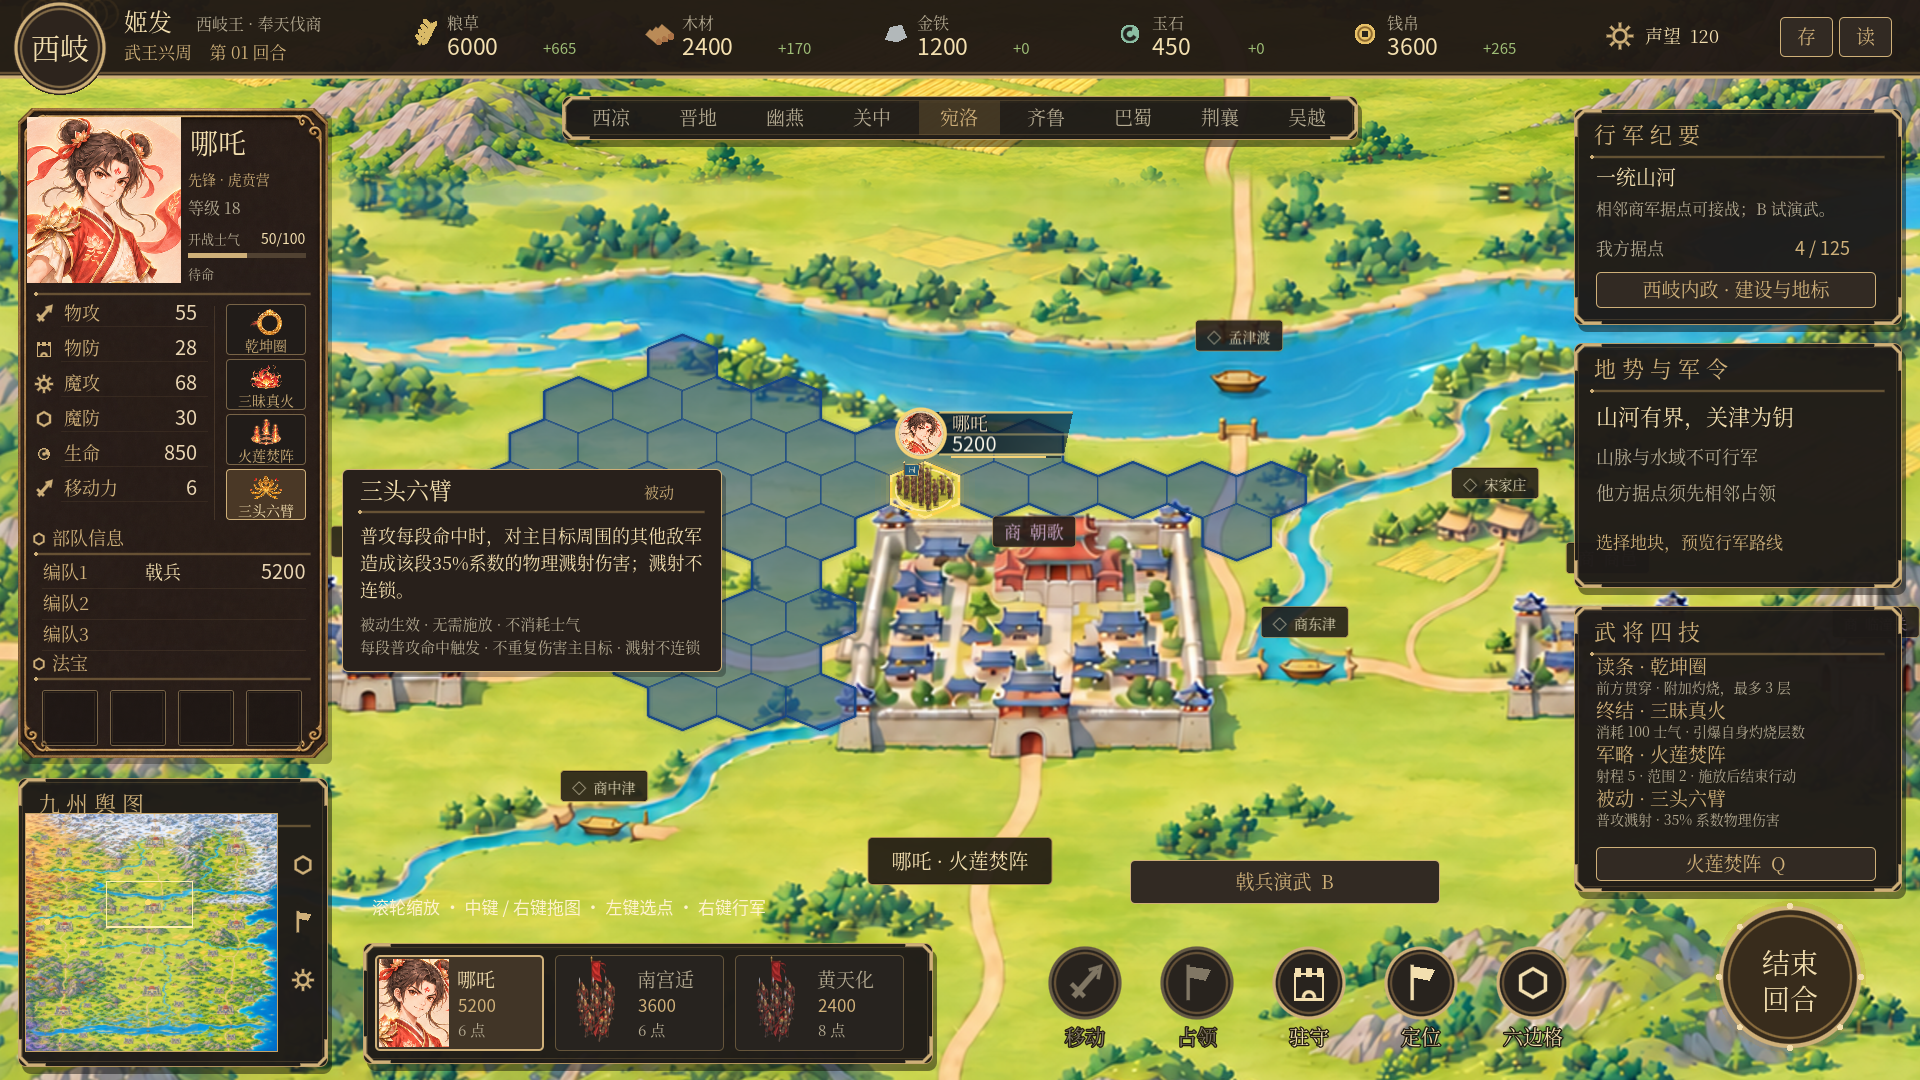 西岐
姬发 西岐王 · 奉天伐商
武王兴周 第 01 回合
粮草
6000 +665
木材
2400 +170
金铁
1200 +0
玉石
450 +0
钱帛
3600 +265
声望 120
存 读
西凉 晋地 幽燕 关中 宛洛 齐鲁 巴蜀 荆襄 吴越
哪吒
先锋 · 虎贲营
等级 18
开战士气 50/100
待命
物攻 55
物防 28
魔攻 68
魔防 30
生命 850
移动力 6
乾坤圈
三昧真火
火莲焚阵
三头六臂
部队信息
编队1 戟兵 5200
编队2
编队3
法宝
三头六臂 被动
普攻每段命中时，对主目标周围的其他敌军
造成该段35%系数的物理溅射伤害；溅射不
连锁。
被动生效 · 无需施放 · 不消耗士气
每段普攻命中触发 · 不重复伤害主目标 · 溅射不连锁
哪吒
5200
商 朝歌
孟津渡
宋家庄
商东津
商中津
行军纪要
一统山河
相邻商军据点可接战；B 试演武。
我方据点 4 / 125
西岐内政 · 建设与地标
地势与军令
山河有界，关津为钥
山脉与水域不可行军
他方据点须先相邻占领
选择地块，预览行军路线
武将四技
读条 · 乾坤圈
前方贯穿 · 附加灼烧，最多 3 层
终结 · 三昧真火
消耗 100 士气 · 引爆自身灼烧层数
军略 · 火莲焚阵
射程 5 · 范围 2 · 施放后结束行动
被动 · 三头六臂
普攻溅射 · 35% 系数物理伤害
火莲焚阵 Q
九州舆图
哪吒 · 火莲焚阵
戟兵演武 B
滚轮缩放 · 中键 / 右键拖图 · 左键选点 · 右键行军
哪吒
5200
6 点
南宫适
3600
6 点
黄天化
2400
8 点
移动 占领 驻守 定位 六边格
结束
回合